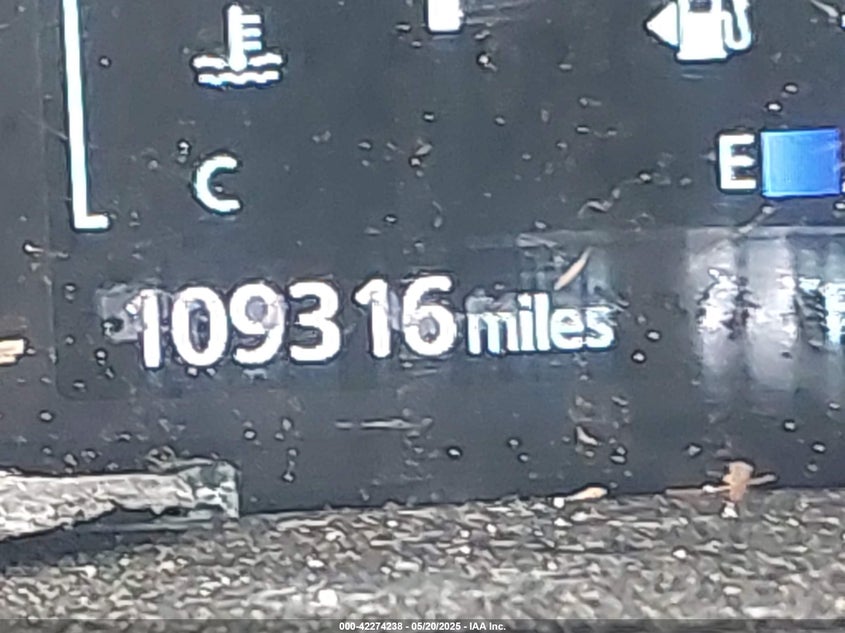 C
E
109316 miles
000-42274238 - 05/20/2025 - IAA Inc.